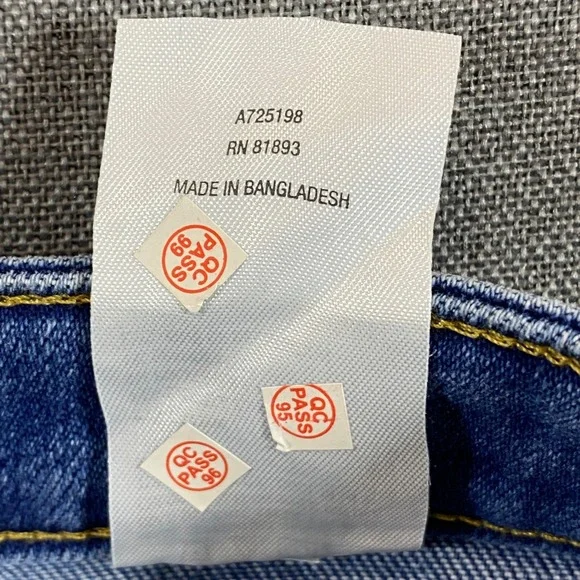 A725198
RN 81893
MADE IN BANGLADESH
QC
PASS
99
QC
PASS
95
QC
PASS
96